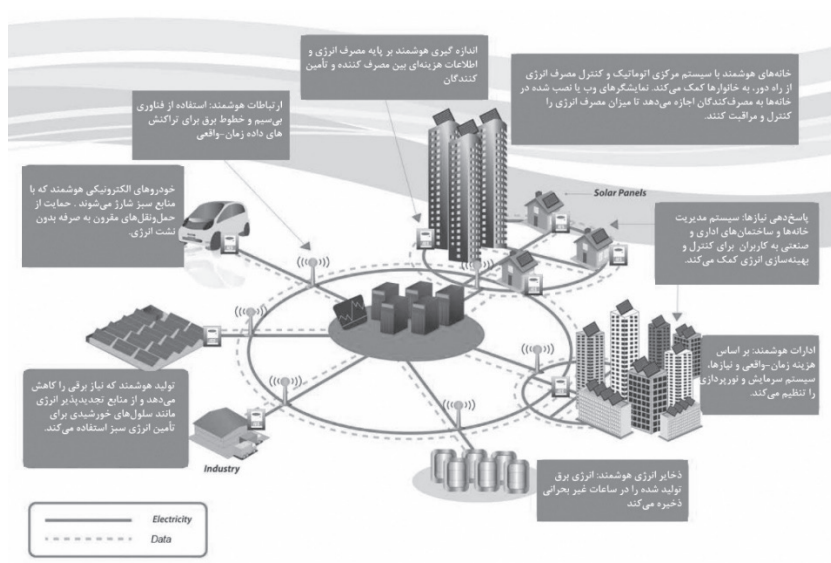 اندازه گیری هوشمند بر پایه مصرف انرژی و
اطلاعات هزینه‌ای بین مصرف کننده و تأمین
کنندگان
خانه‌های هوشمند با سیستم مرکزی اتوماتیک و کنترل مصرف انرژی
از راه دور، به خانوارها کمک می‌کند. نمایشگرهای وب یا نصب شده در
خانه‌ها به مصرف‌کنندگان اجازه می‌دهد تا میزان مصرف انرژی را
کنترل و مراقبت کنند.
ارتباطات هوشمند: استفاده از فناوری
بی‌سیم و خطوط برق برای تراکنش
های داده زمان-واقعی
خودروهای الکترونیکی هوشمند که با
منابع سبز شارژ می‌شوند . حمایت از
حمل‌ونقل‌های مقرون به صرفه بدون
نشت انرژی.
Solar Panels
پاسخ‌دهی نیازها: سیستم مدیریت
خانه‌ها و ساختمان‌های اداری و
صنعتی به کاربران برای کنترل و
بهینه‌سازی انرژی کمک می‌کند.
ادارات هوشمند: بر اساس
هزینه زمان-واقعی و نیازها،
سیستم سرمایش و نورپردازی
را تنظیم می‌کند.
تولید هوشمند که نیاز برقی را کاهش
می‌دهد و از منابع تجدیدپذیر انرژی
مانند سلول‌های خورشیدی برای
تأمین انرژی سبز استفاده می‌کند.
Industry
ذخایر انرژی هوشمند: انرژی برق
تولید شده را در ساعات غیر بحرانی
ذخیره می‌کند
Electricity
Data